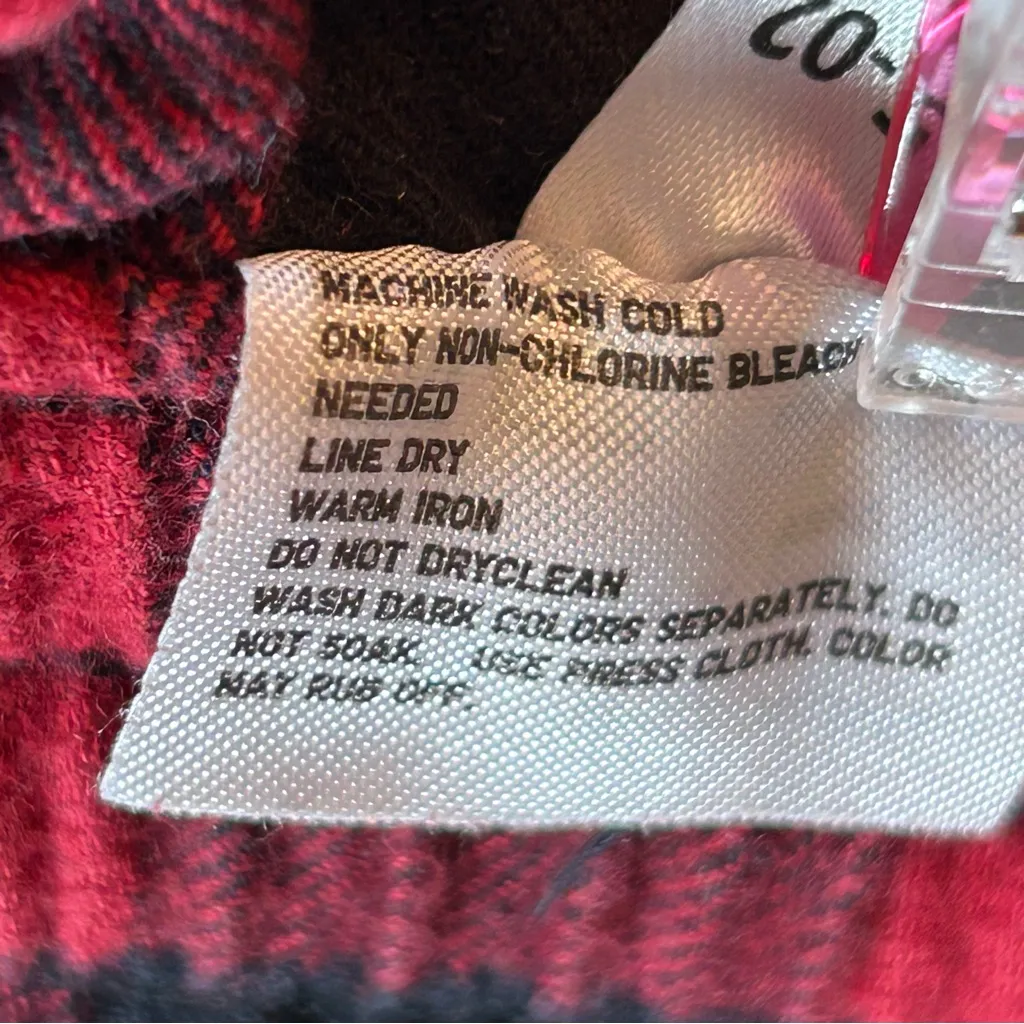 20-
MACHINE WASH COLD
ONLY NON-CHLORINE BLEACH
NEEDED
LINE DRY
WARM IRON
DO NOT DRYCLEAN
WASH DARK COLORS SEPARATELY. DO
NOT SOAK. USE PRESS CLOTH. COLOR
MAY RUB OFF.